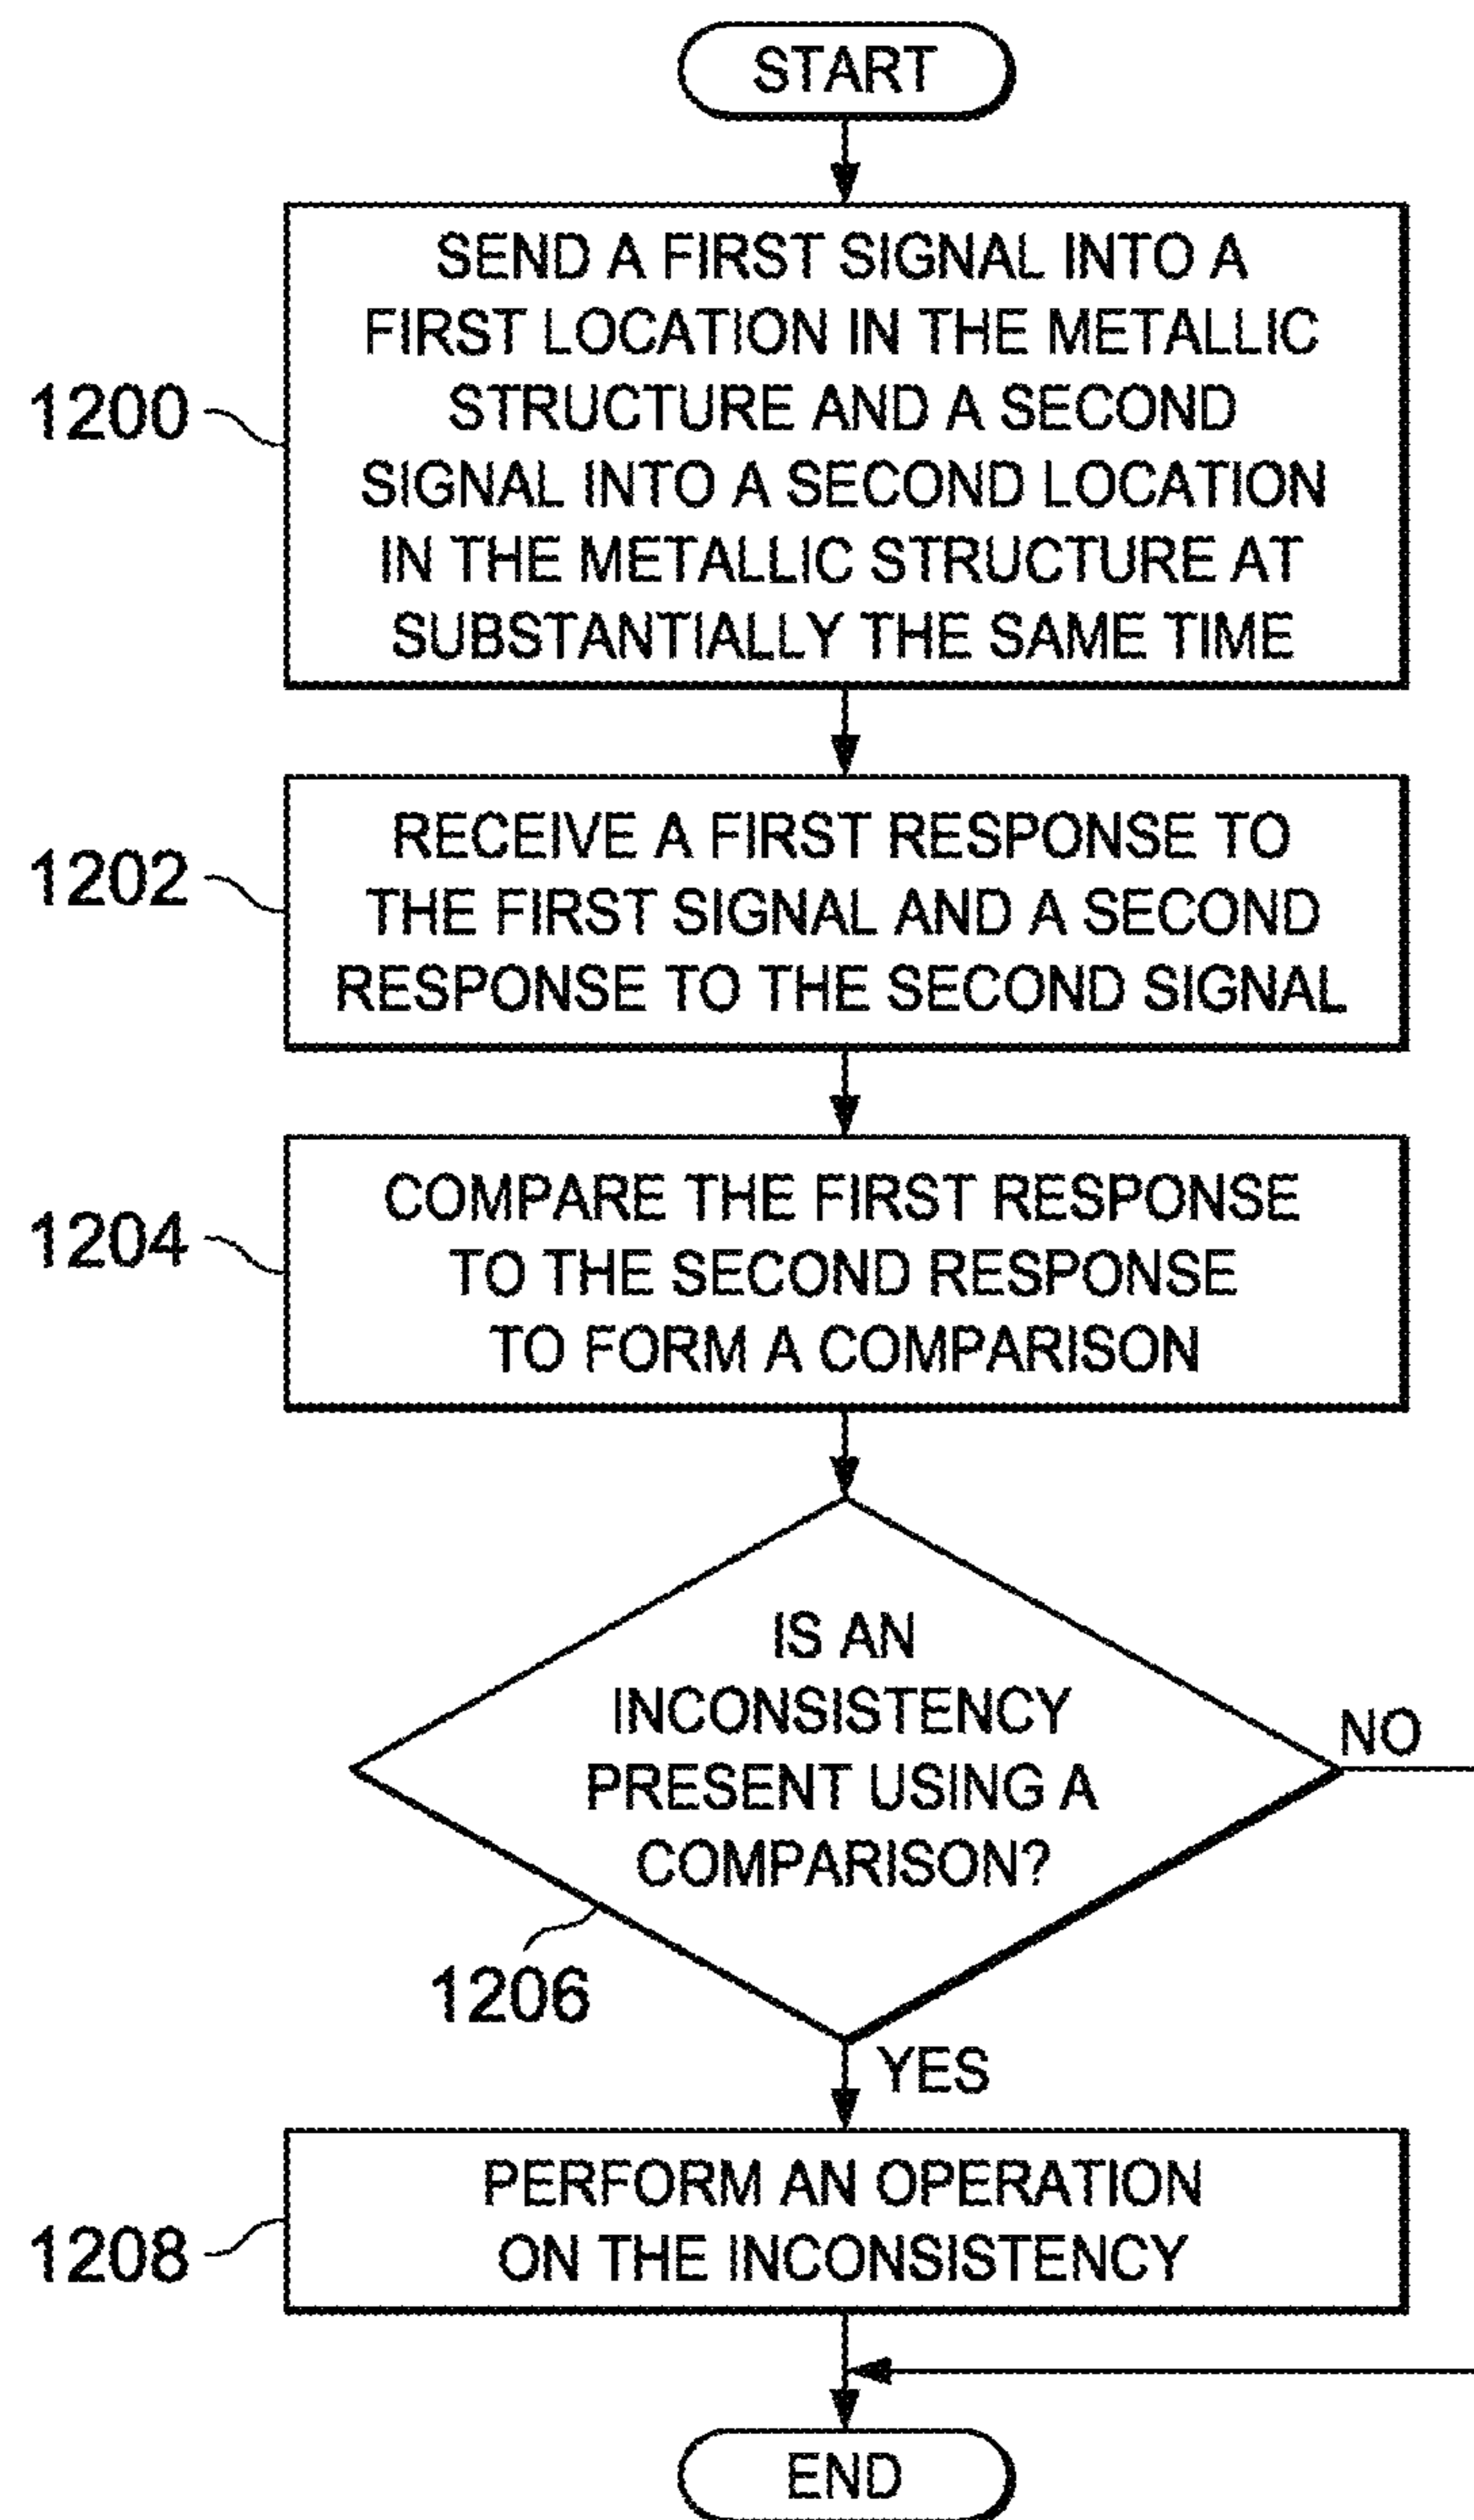 START
SEND A FIRST SIGNAL INTO A
FIRST LOCATION IN THE METALLIC
STRUCTURE AND A SECOND
SIGNAL INTO A SECOND LOCATION
IN THE METALLIC STRUCTURE AT
SUBSTANTIALLY THE SAME TIME
1200
RECEIVE A FIRST RESPONSE TO
THE FIRST SIGNAL AND A SECOND
RESPONSE TO THE SECOND SIGNAL
1202
COMPARE THE FIRST RESPONSE
TO THE SECOND RESPONSE
TO FORM A COMPARISON
1204
IS AN
INCONSISTENCY
PRESENT USING A
COMPARISON?
NO
1206
YES
PERFORM AN OPERATION
ON THE INCONSISTENCY
1208
END